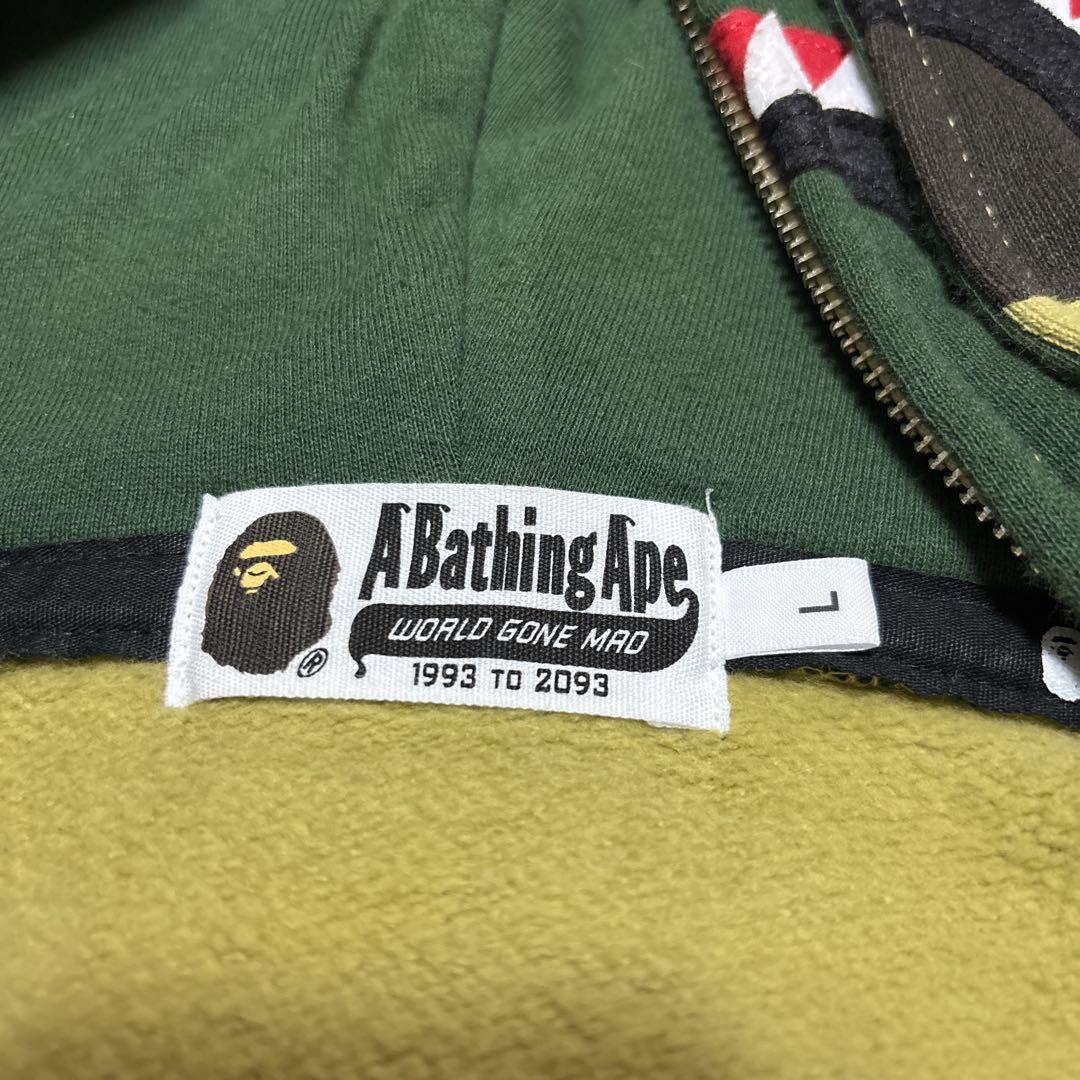 A Bathing Ape
WORLD GONE MAD
®
1993 TO 2093
L